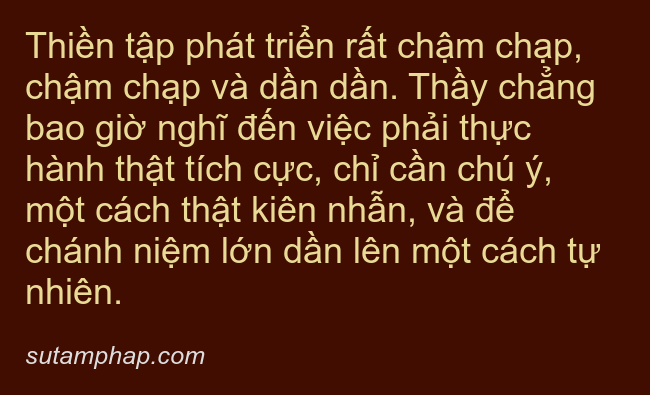 Thiền tập phát triển rất chậm chạp,
chậm chạp và dần dần. Thầy chẳng
bao giờ nghĩ đến việc phải thực
hành thật tích cực, chỉ cần chú ý,
một cách thật kiên nhẫn, và để
chánh niệm lớn dần lên một cách tự
nhiên.
sutamphap.com